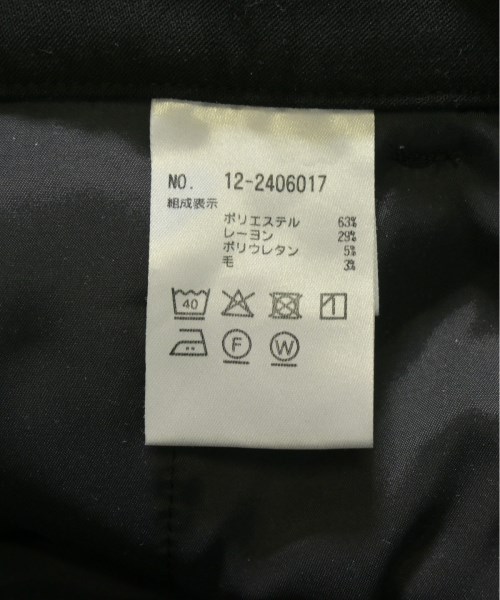 NO. 12-2406017
組成表示
ポリエステル 63%
レーヨン 29%
ポリウレタン 5%
毛 3%
40
F W